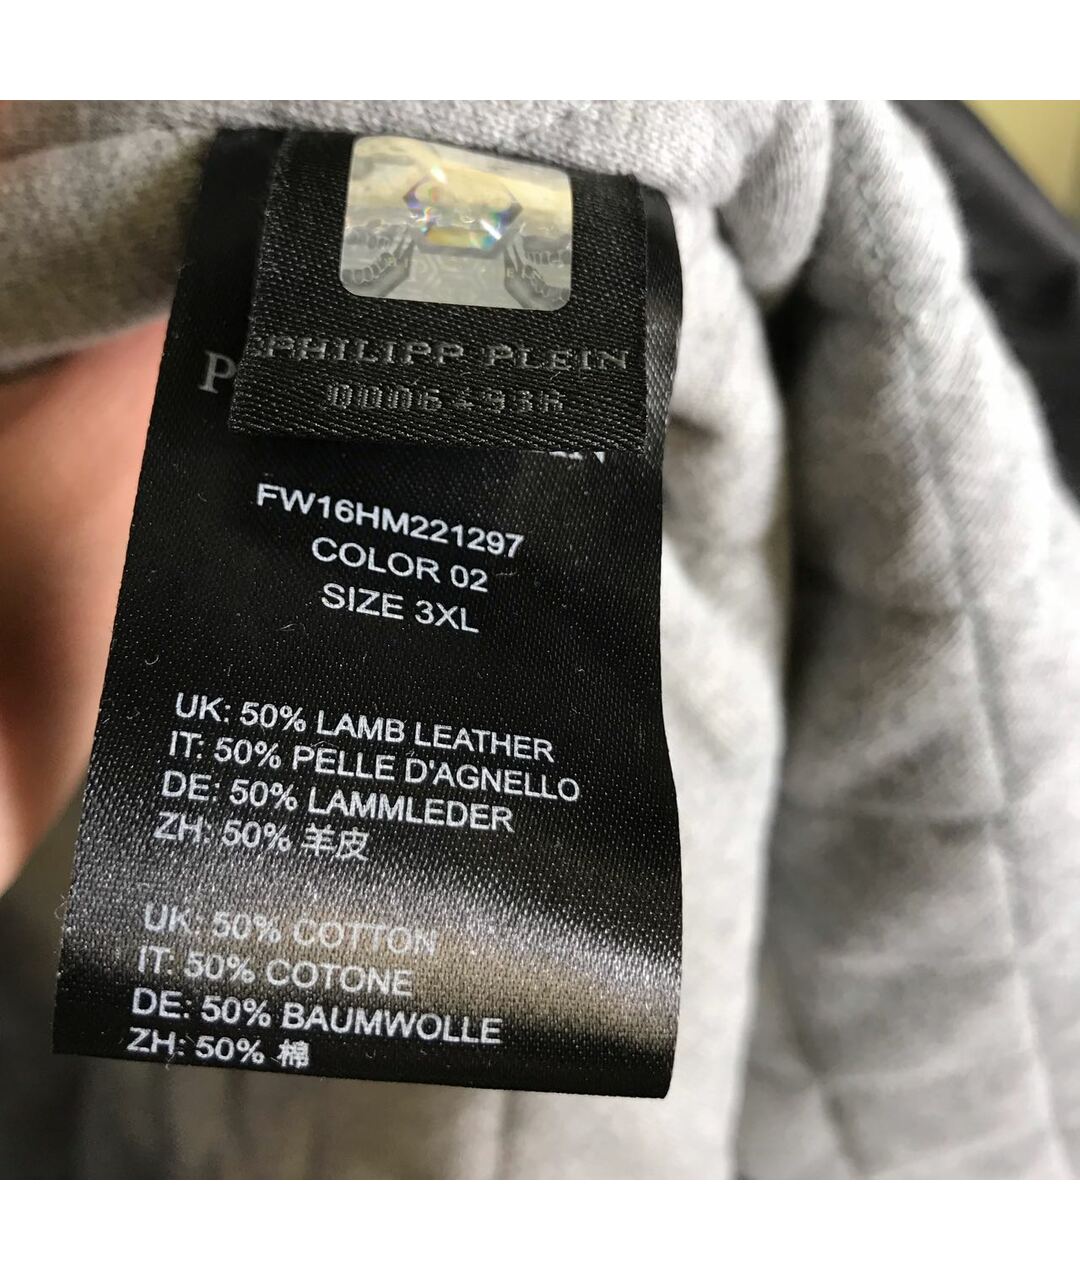 PHILIPP PLEIN
P
FW16HM221297
COLOR 02
SIZE 3XL
UK: 50% LAMB LEATHER
IT: 50% PELLE D'AGNELLO
DE: 50% LAMMLEDER
ZH: 50% 羊皮
UK: 50% COTTON
IT: 50% COTONE
DE: 50% BAUMWOLLE
ZH: 50% 棉